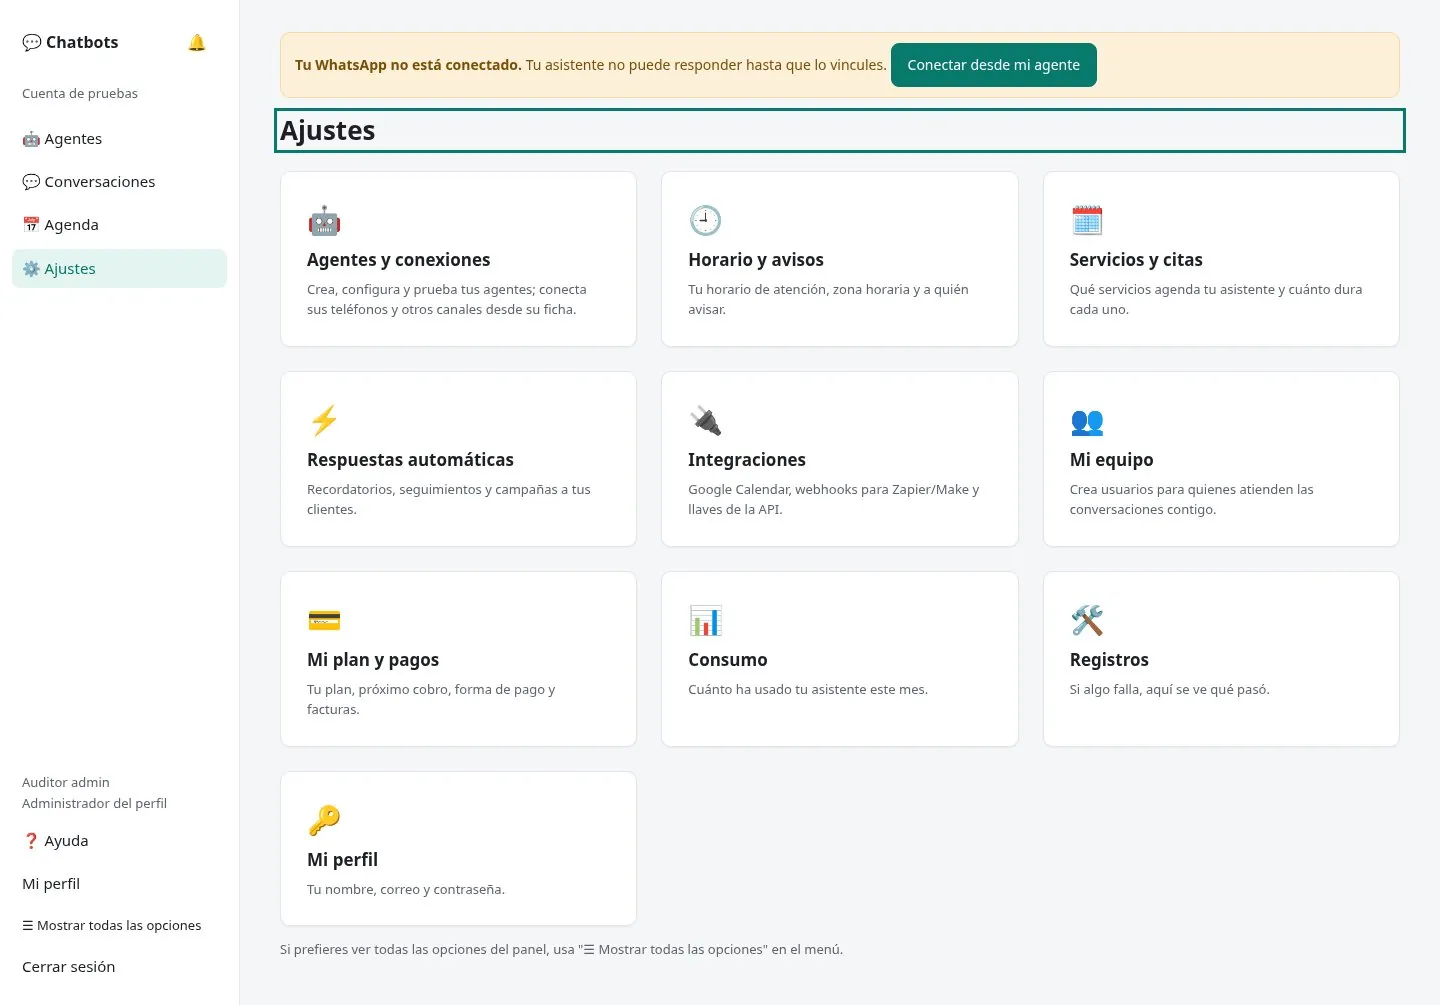 💬 Chatbots 🔔
Cuenta de pruebas
🤖 Agentes
💬 Conversaciones
📅 Agenda
⚙️ Ajustes
Auditor admin
Administrador del perfil
❓ Ayuda
Mi perfil
☰ Mostrar todas las opciones
Cerrar sesión
Tu WhatsApp no está conectado. Tu asistente no puede responder hasta que lo vincules. Conectar desde mi agente
Ajustes
Agentes y conexiones
Crea, configura y prueba tus agentes; conecta
sus teléfonos y otros canales desde su ficha.
Horario y avisos
Tu horario de atención, zona horaria y a quién
avisar.
Servicios y citas
Qué servicios agenda tu asistente y cuánto dura
cada uno.
Respuestas automáticas
Recordatorios, seguimientos y campañas a tus
clientes.
Integraciones
Google Calendar, webhooks para Zapier/Make y
llaves de la API.
Mi equipo
Crea usuarios para quienes atienden las
conversaciones contigo.
Mi plan y pagos
Tu plan, próximo cobro, forma de pago y
facturas.
Consumo
Cuánto ha usado tu asistente este mes.
Registros
Si algo falla, aquí se ve qué pasó.
Mi perfil
Tu nombre, correo y contraseña.
Si prefieres ver todas las opciones del panel, usa "☰ Mostrar todas las opciones" en el menú.